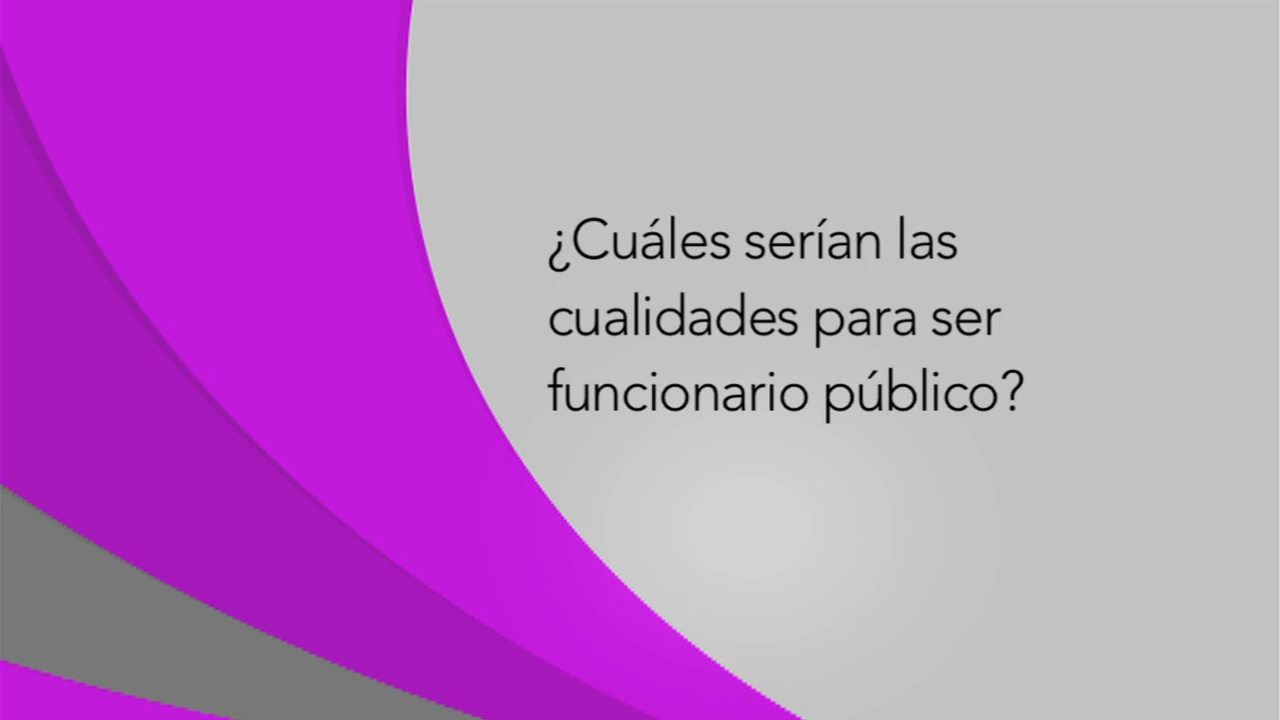 ¿Cuáles serían las
cualidades para ser
funcionario público?